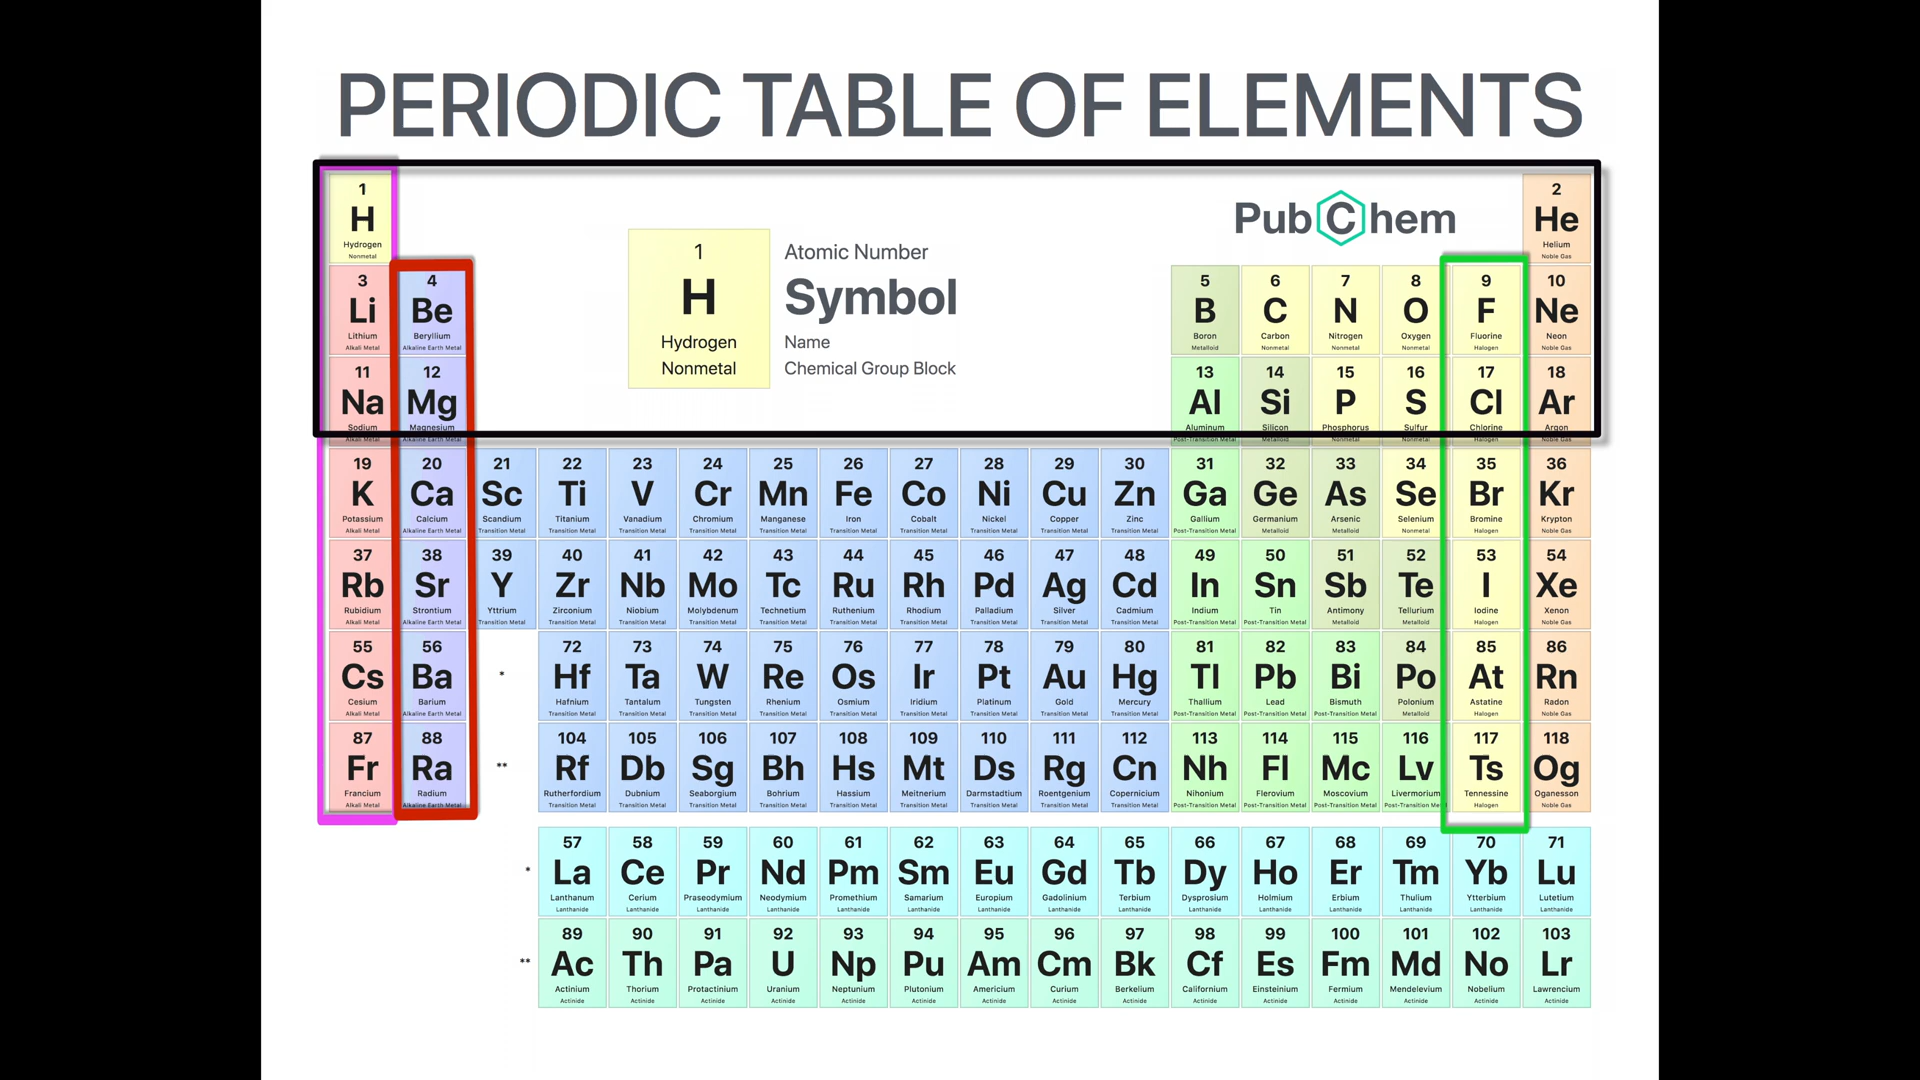 PERIODIC TABLE OF ELEMENTS
1 2
H He
Hydrogen Helium
Nonmetal Noble Gas
PubChem
1 Atomic Number
H Symbol
Hydrogen Name
Nonmetal Chemical Group Block
3 4 5 6 7 8 9 10
Li Be B C N O F Ne
Lithium Beryllium Boron Carbon Nitrogen Oxygen Fluorine Neon
Alkali Metal Alkaline Earth Metal Metalloid Nonmetal Nonmetal Nonmetal Halogen Noble Gas
11 12 13 14 15 16 17 18
Na Mg Al Si P S Cl Ar
Sodium Magnesium Aluminum Silicon Phosphorus Sulfur Chlorine Argon
Alkali Metal Alkaline Earth Metal Post-Transition Metal Metalloid Nonmetal Nonmetal Halogen Noble Gas
19 20 21 22 23 24 25 26 27 28 29 30 31 32 33 34 35 36
K Ca Sc Ti V Cr Mn Fe Co Ni Cu Zn Ga Ge As Se Br Kr
Potassium Calcium Scandium Titanium Vanadium Chromium Manganese Iron Cobalt Nickel Copper Zinc Gallium Germanium Arsenic Selenium Bromine Krypton
Alkali Metal Alkaline Earth Metal Transition Metal Transition Metal Transition Metal Transition Metal Transition Metal Transition Metal Transition Metal Transition Metal Transition Metal Transition Metal Post-Transition Metal Metalloid Metalloid Nonmetal Halogen Noble Gas
37 38 39 40 41 42 43 44 45 46 47 48 49 50 51 52 53 54
Rb Sr Y Zr Nb Mo Tc Ru Rh Pd Ag Cd In Sn Sb Te I Xe
Rubidium Strontium Yttrium Zirconium Niobium Molybdenum Technetium Ruthenium Rhodium Palladium Silver Cadmium Indium Tin Antimony Tellurium Iodine Xenon
Alkali Metal Alkaline Earth Metal Transition Metal Transition Metal Transition Metal Transition Metal Transition Metal Transition Metal Transition Metal Transition Metal Transition Metal Transition Metal Post-Transition Metal Post-Transition Metal Metalloid Metalloid Halogen Noble Gas
55 56 * 72 73 74 75 76 77 78 79 80 81 82 83 84 85 86
Cs Ba Hf Ta W Re Os Ir Pt Au Hg Tl Pb Bi Po At Rn
Cesium Barium Hafnium Tantalum Tungsten Rhenium Osmium Iridium Platinum Gold Mercury Thallium Lead Bismuth Polonium Astatine Radon
Alkali Metal Alkaline Earth Metal Transition Metal Transition Metal Transition Metal Transition Metal Transition Metal Transition Metal Transition Metal Transition Metal Transition Metal Post-Transition Metal Post-Transition Metal Post-Transition Metal Metalloid Halogen Noble Gas
87 88 ** 104 105 106 107 108 109 110 111 112 113 114 115 116 117 118
Fr Ra Rf Db Sg Bh Hs Mt Ds Rg Cn Nh Fl Mc Lv Ts Og
Francium Radium Rutherfordium Dubnium Seaborgium Bohrium Hassium Meitnerium Darmstadtium Roentgenium Copernicium Nihonium Flerovium Moscovium Livermorium Tennessine Oganesson
Alkali Metal Alkaline Earth Metal Transition Metal Transition Metal Transition Metal Transition Metal Transition Metal Transition Metal Transition Metal Transition Metal Transition Metal Post-Transition Metal Post-Transition Metal Post-Transition Metal Post-Transition Metal Halogen Noble Gas
* 57 58 59 60 61 62 63 64 65 66 67 68 69 70 71
La Ce Pr Nd Pm Sm Eu Gd Tb Dy Ho Er Tm Yb Lu
Lanthanum Cerium Praseodymium Neodymium Promethium Samarium Europium Gadolinium Terbium Dysprosium Holmium Erbium Thulium Ytterbium Lutetium
Lanthanide Lanthanide Lanthanide Lanthanide Lanthanide Lanthanide Lanthanide Lanthanide Lanthanide Lanthanide Lanthanide Lanthanide Lanthanide Lanthanide Lanthanide
** 89 90 91 92 93 94 95 96 97 98 99 100 101 102 103
Ac Th Pa U Np Pu Am Cm Bk Cf Es Fm Md No Lr
Actinium Thorium Protactinium Uranium Neptunium Plutonium Americium Curium Berkelium Californium Einsteinium Fermium Mendelevium Nobelium Lawrencium
Actinide Actinide Actinide Actinide Actinide Actinide Actinide Actinide Actinide Actinide Actinide Actinide Actinide Actinide Actinide